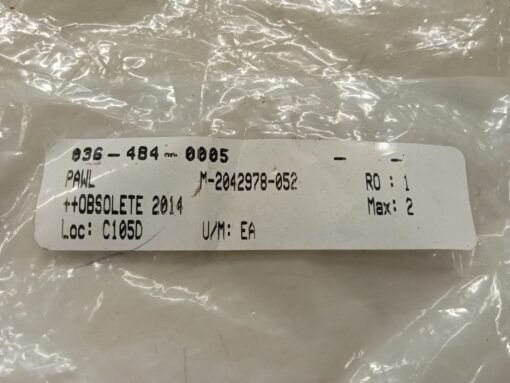 036-484-0005 - -
PAWL M-2042978-052 RO : 1
++OBSOLETE 2014 Max: 2
Loc: C105D U/M: EA